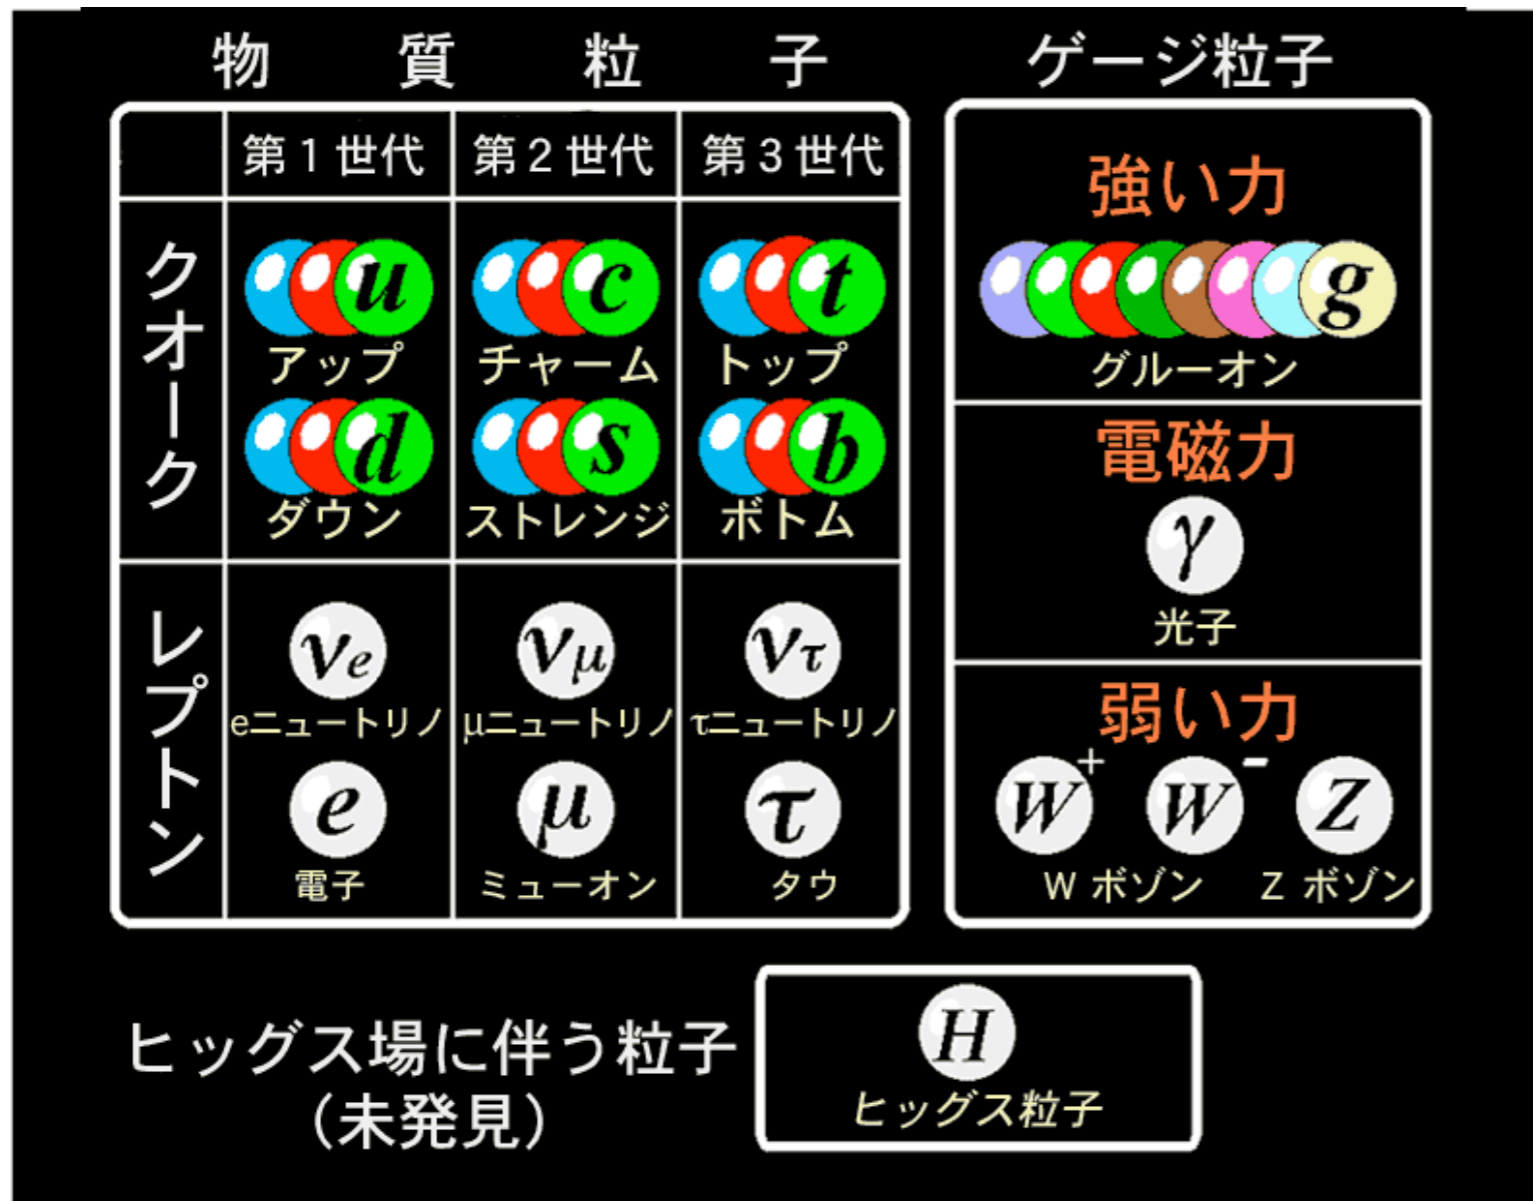 物質粒子
ゲージ粒子
第1世代 第2世代 第3世代
クオーク
u c t
アップ チャーム トップ
d s b
ダウン ストレンジ ボトム
レプトン
νe νμ ντ
eニュートリノ μニュートリノ τニュートリノ
e μ τ
電子 ミューオン タウ
強い力
g
グルーオン
電磁力
γ
光子
弱い力
W+ W- Z
W ボゾン Z ボゾン
ヒッグス場に伴う粒子
（未発見）
H
ヒッグス粒子